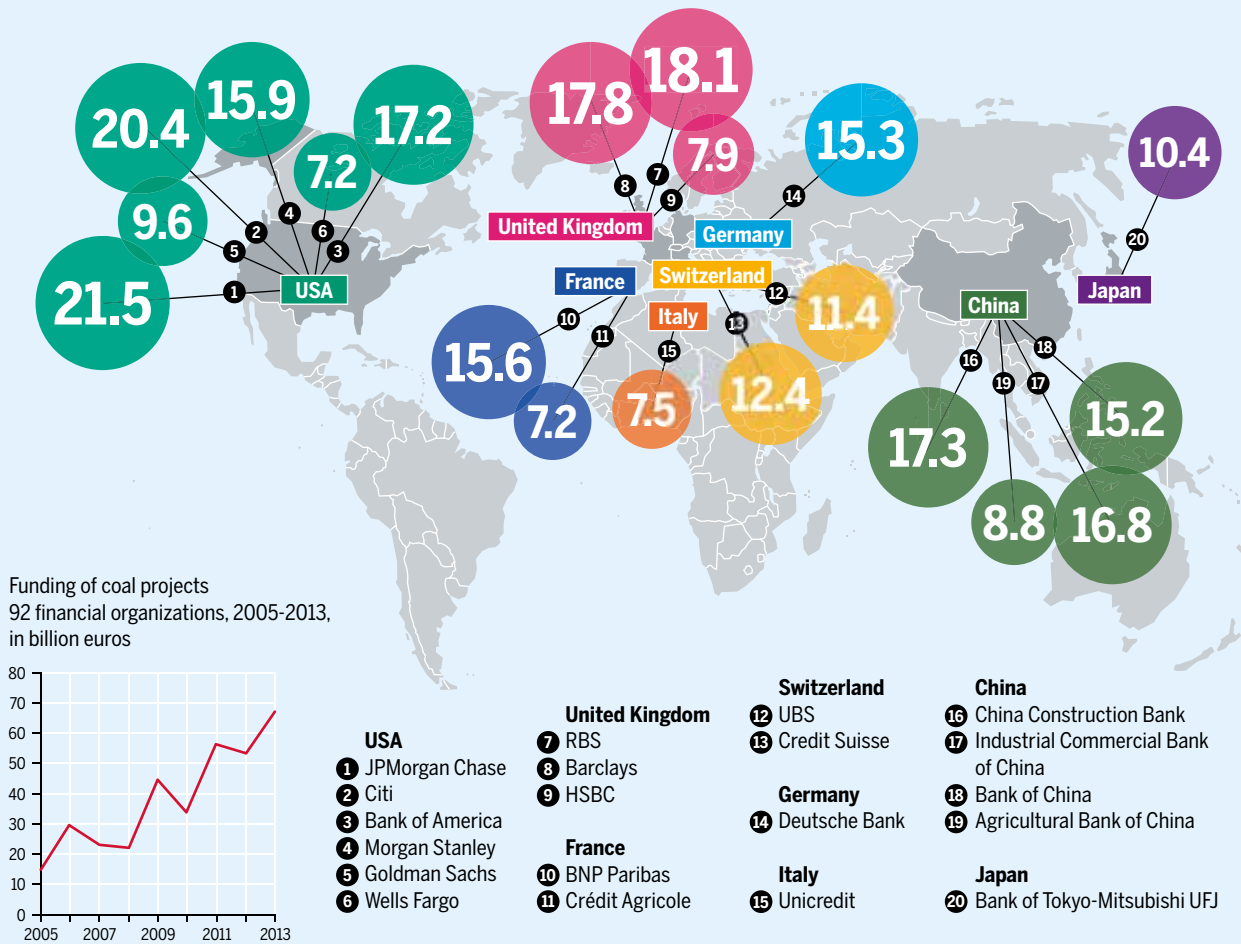 20.4
15.9
17.2
7.2
9.6
21.5
4
2
6
3
5
1
USA
17.8
18.1
7.9
8
7
9
United Kingdom
15.3
14
Germany
10.4
20
Japan
France
10
11
15.6
7.2
Switzerland
12
11.4
13
12.4
Italy
15
7.5
China
16
19
17
18
17.3
8.8
16.8
15.2
Funding of coal projects
92 financial organizations, 2005-2013,
in billion euros
80
70
60
50
40
30
20
10
0
2005
2007
2009
2011
2013
USA
1 JPMorgan Chase
2 Citi
3 Bank of America
4 Morgan Stanley
5 Goldman Sachs
6 Wells Fargo
United Kingdom
7 RBS
8 Barclays
9 HSBC
France
10 BNP Paribas
11 Crédit Agricole
Switzerland
12 UBS
13 Credit Suisse
Germany
14 Deutsche Bank
Italy
15 Unicredit
China
16 China Construction Bank
17 Industrial Commercial Bank
of China
18 Bank of China
19 Agricultural Bank of China
Japan
20 Bank of Tokyo-Mitsubishi UFJ